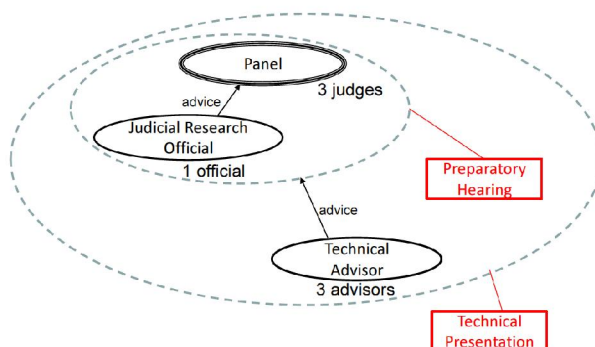 Panel
3 judges
advice
Judicial Research
Official
1 official
Preparatory
Hearing
advice
Technical
Advisor
3 advisors
Technical
Presentation